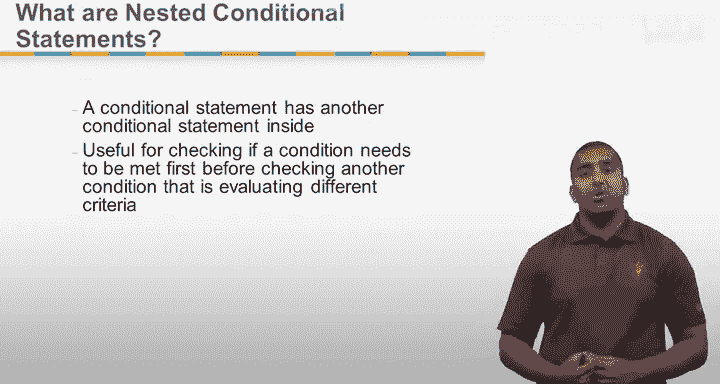 What are Nested Conditional
Statements?
– A conditional statement has another
conditional statement inside
– Useful for checking if a condition needs
to be met first before checking another
condition that is evaluating different
criteria